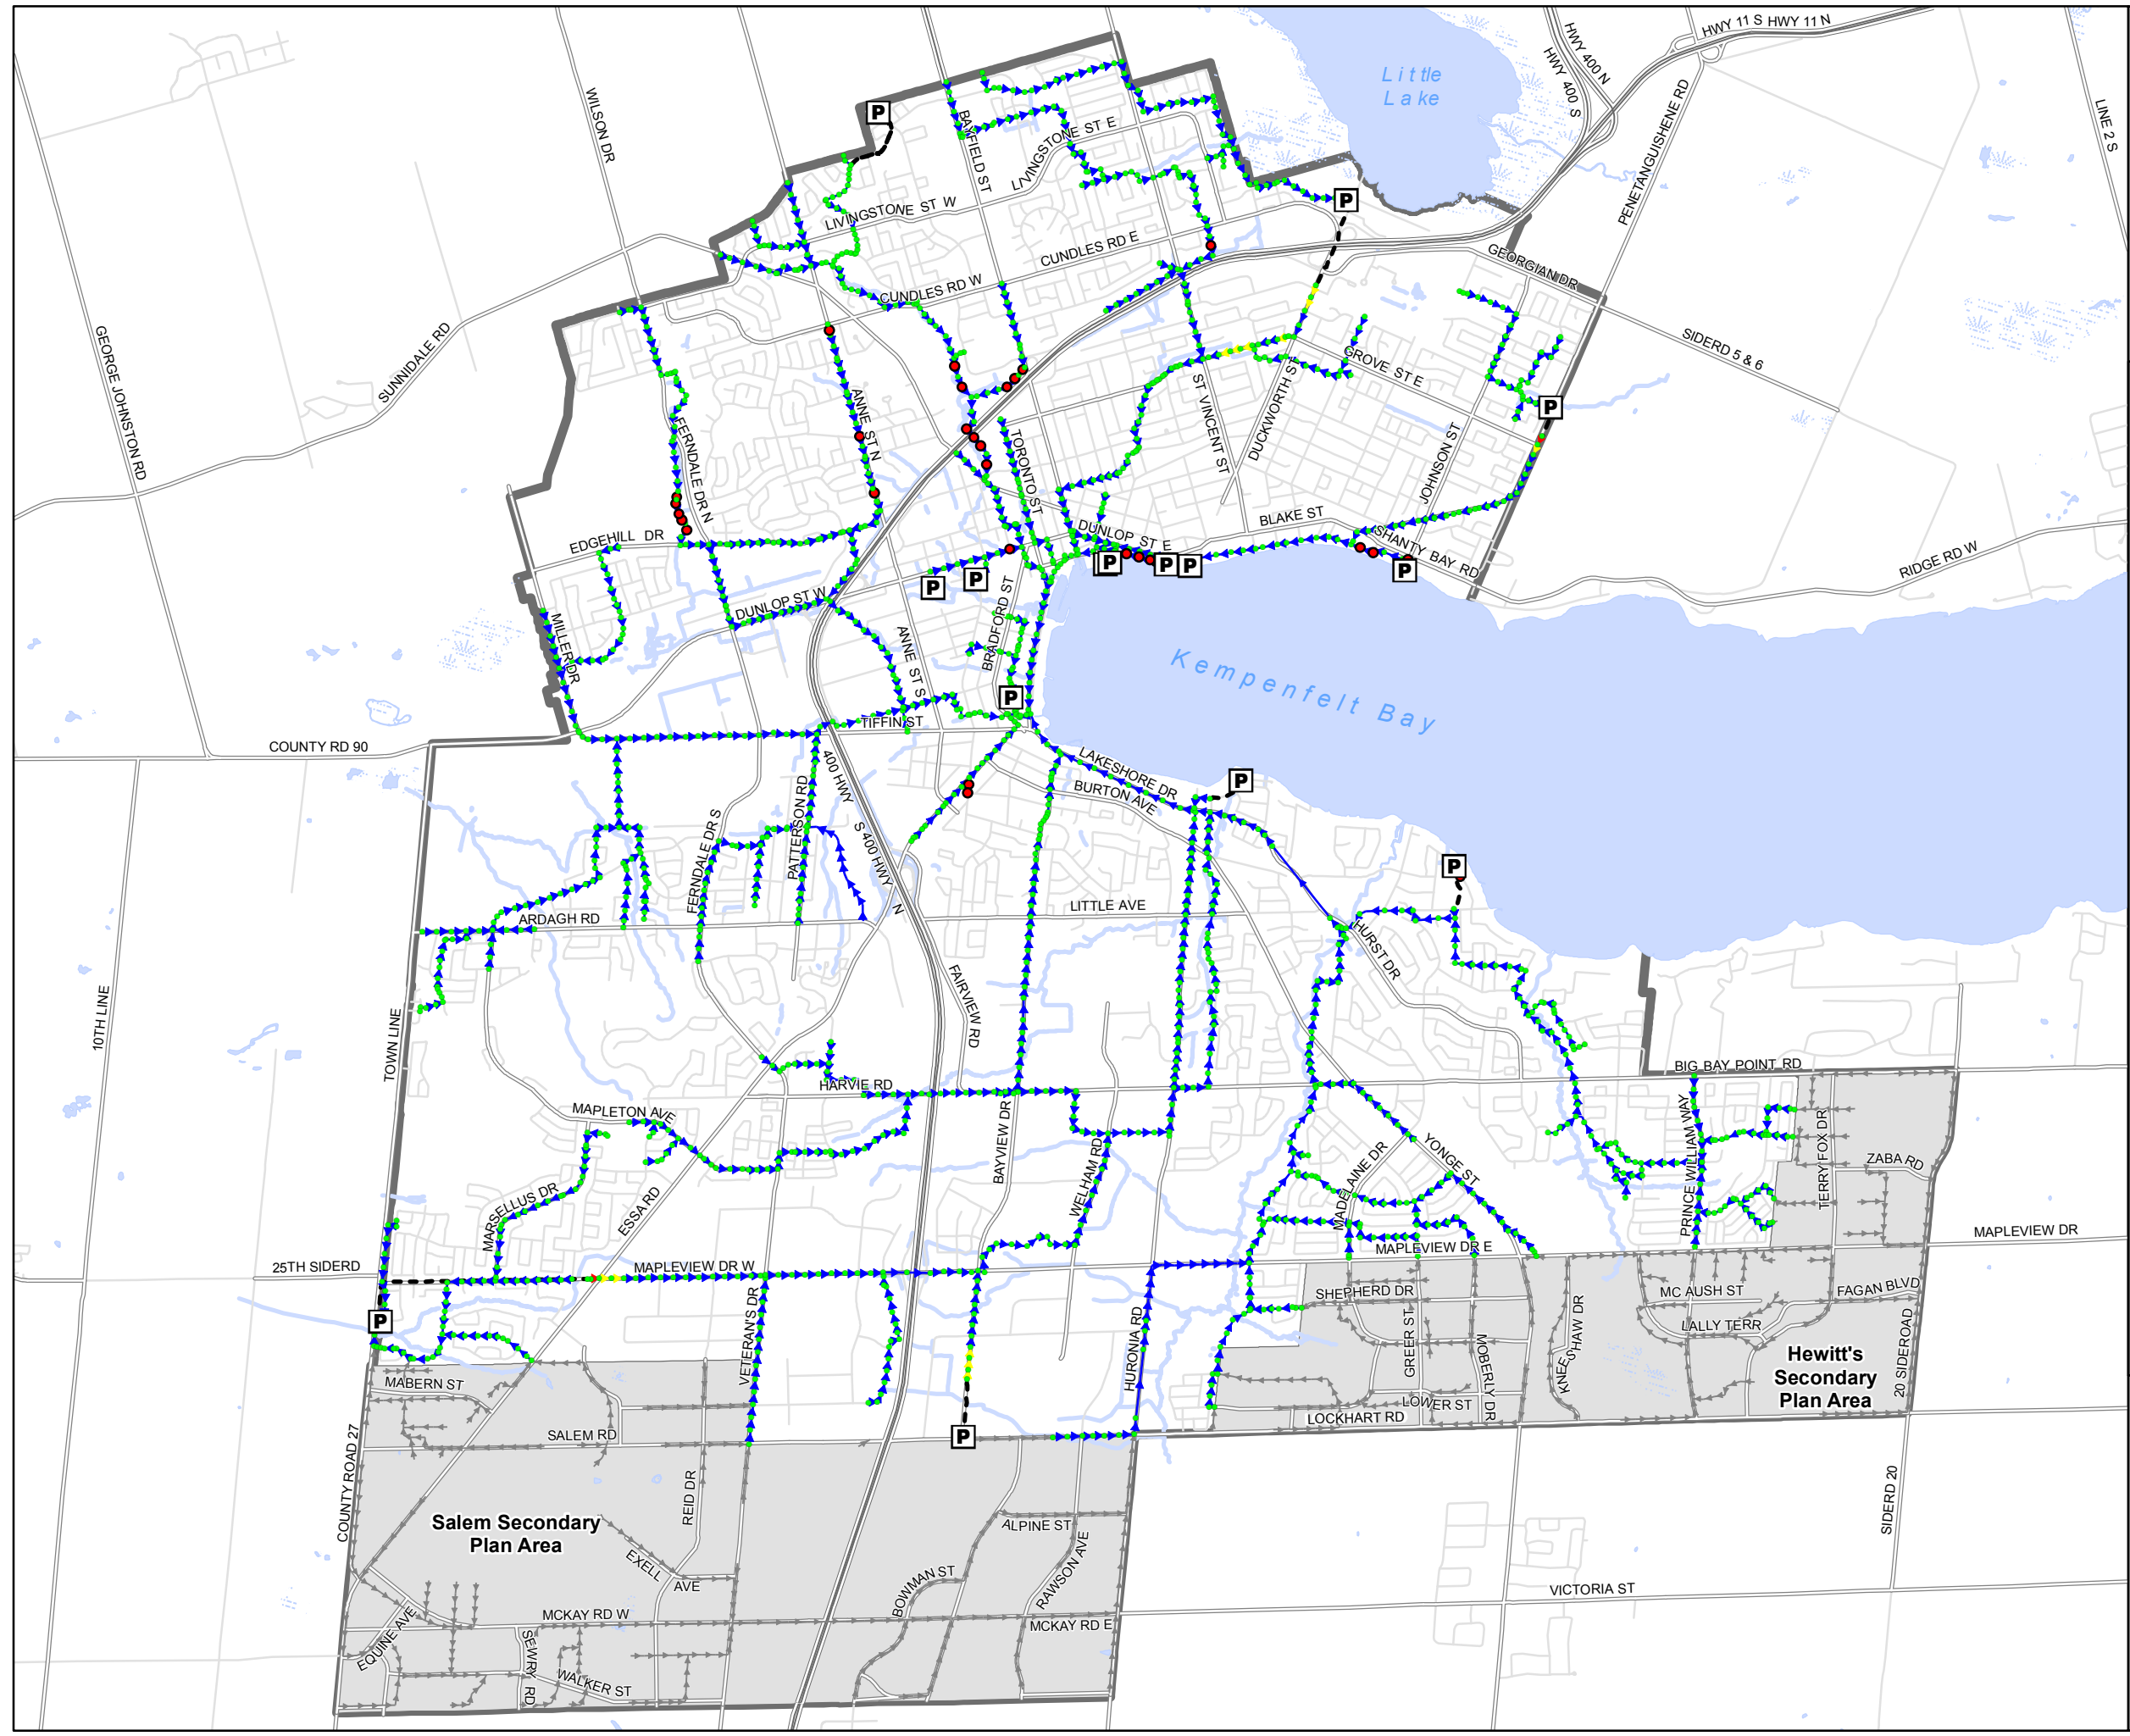 HWY 11 S
HWY 11 N
HWY 400 N
HWY 400 S
Little
Lake
PENETANGUISHENE RD
LINE 2 S
WILSON DR
P
BAYFIELD ST
LIVINGSTONE ST E
LIVINGSTONE ST W
P
CUNDLES RD E
CUNDLES RD W
GEORGIAN DR
SIDERD 5 & 6
SUNNIDALE RD
GEORGE JOHNSTON RD
GROVE ST E
ST VINCENT ST
DUCKWORTH ST
JOHNSON ST
P
ANNE ST N
FERNDALE DR N
TORONTO ST
EDGEHILL DR
DUNLOP ST E
BLAKE ST
SHANTY BAY RD
RIDGE RD W
P
P
P
P
P
P
DUNLOP ST W
MILLER DR
ANNE ST S
BRADFORD ST
Kempenfelt Bay
P
TIFFIN ST
COUNTY RD 90
400 HWY
S 400 HWY
N
LAKESHORE DR
BURTON AVE
P
PATTERSON RD
FERNDALE DR S
P
ARDAGH RD
LITTLE AVE
HURST DR
FAIRVIEW RD
10TH LINE
TOWN LINE
HARVIE RD
BIG BAY POINT RD
MAPLETON AVE
BAYVIEW DR
WELHAM RD
MADELAINE DR
YONGE ST
PRINCE WILLIAM WAY
TERRY FOX DR
ZABA RD
MARSELLUS DR
ESSA RD
MAPLEVIEW DR E
MAPLEVIEW DR
25TH SIDERD
MAPLEVIEW DR W
P
VETERAN'S DR
HURONIA RD
SHEPHERD DR
GREER ST
MOBERLY DR
KNEESHAW DR
MC AUSH ST
FAGAN BLVD
LALLY TERR
Hewitt's
Secondary
Plan Area
20 SIDEROAD
MABERN ST
LOWER ST
LOCKHART RD
SALEM RD
P
COUNTY ROAD 27
REID DR
SIDERD 20
Salem Secondary
Plan Area
ALPINE ST
EXELL
AVE
BOWMAN ST
RAWSON AVE
VICTORIA ST
MCKAY RD W
MCKAY RD E
EQUINE AVE
SEWRY RD
WALKER ST